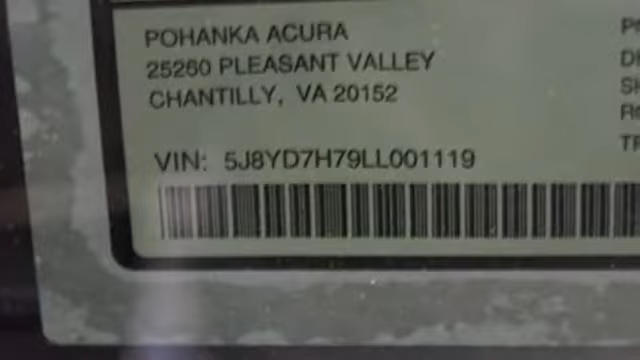 POHANKA ACURA
25260 PLEASANT VALLEY
CHANTILLY, VA 20152
VIN: 5J8YD7H79LL001119